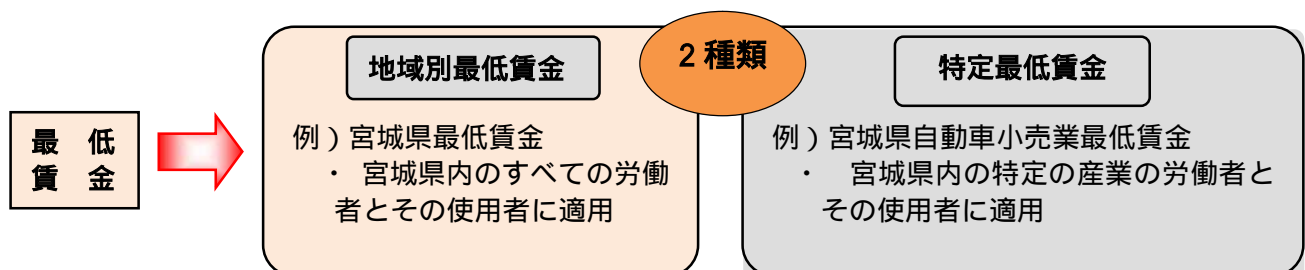 最 低
賃 金
2種類
地域別最低賃金
例）宮城県最低賃金
・ 宮城県内のすべての労働
者とその使用者に適用
特定最低賃金
例）宮城県自動車小売業最低賃金
・ 宮城県内の特定の産業の労働者と
その使用者に適用